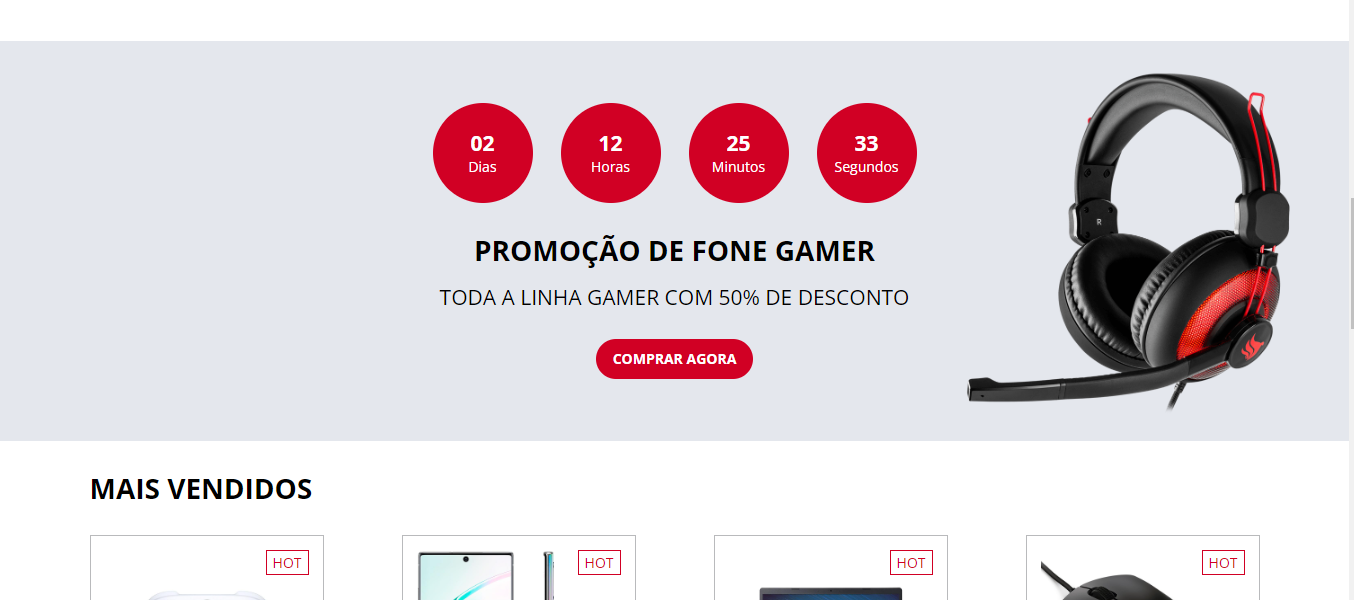 02 12 25 33
Dias Horas Minutos Segundos
PROMOÇÃO DE FONE GAMER
TODA A LINHA GAMER COM 50% DE DESCONTO
COMPRAR AGORA
R
MAIS VENDIDOS
HOT HOT HOT HOT